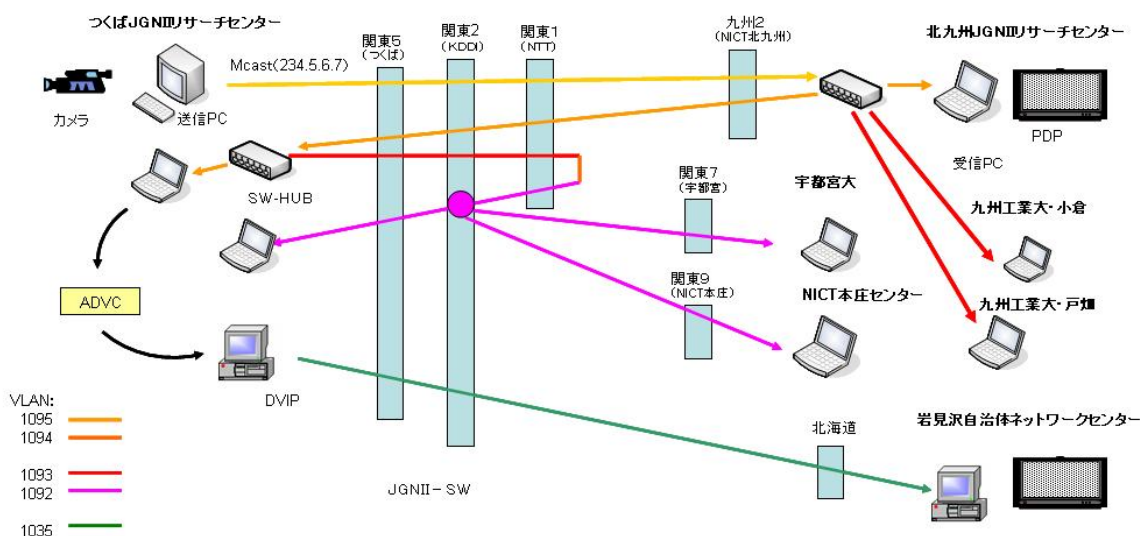 つくばJGNIIリサーチセンター
関東5
(つくば)
関東2
(KDDI)
関東1
(NTT)
九州2
(NICT北九州)
北九州JGNIIリサーチセンター
Mcast(234.5.6.7)
カメラ
送信PC
PDP
受信PC
SW-HUB
関東7
(宇都宮)
宇都宮大
九州工業大・小倉
関東9
(NICT本庄)
NICT本庄センター
九州工業大・戸畑
ADVC
DVIP
VLAN:
1095
1094
1093
1092
1035
JGNII-SW
北海道
岩見沢自治体ネットワークセンター